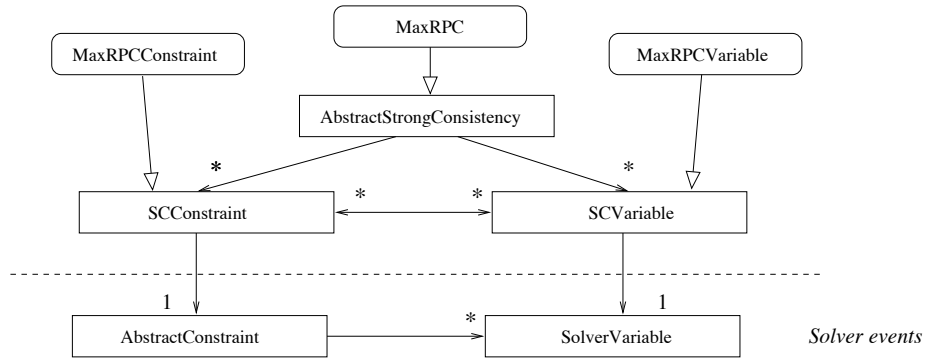 MaxRPC
MaxRPCConstraint
MaxRPCVariable
AbstractStrongConsistency
*
*
*
*
SCConstraint
SCVariable
1
1
*
AbstractConstraint
SolverVariable
Solver events